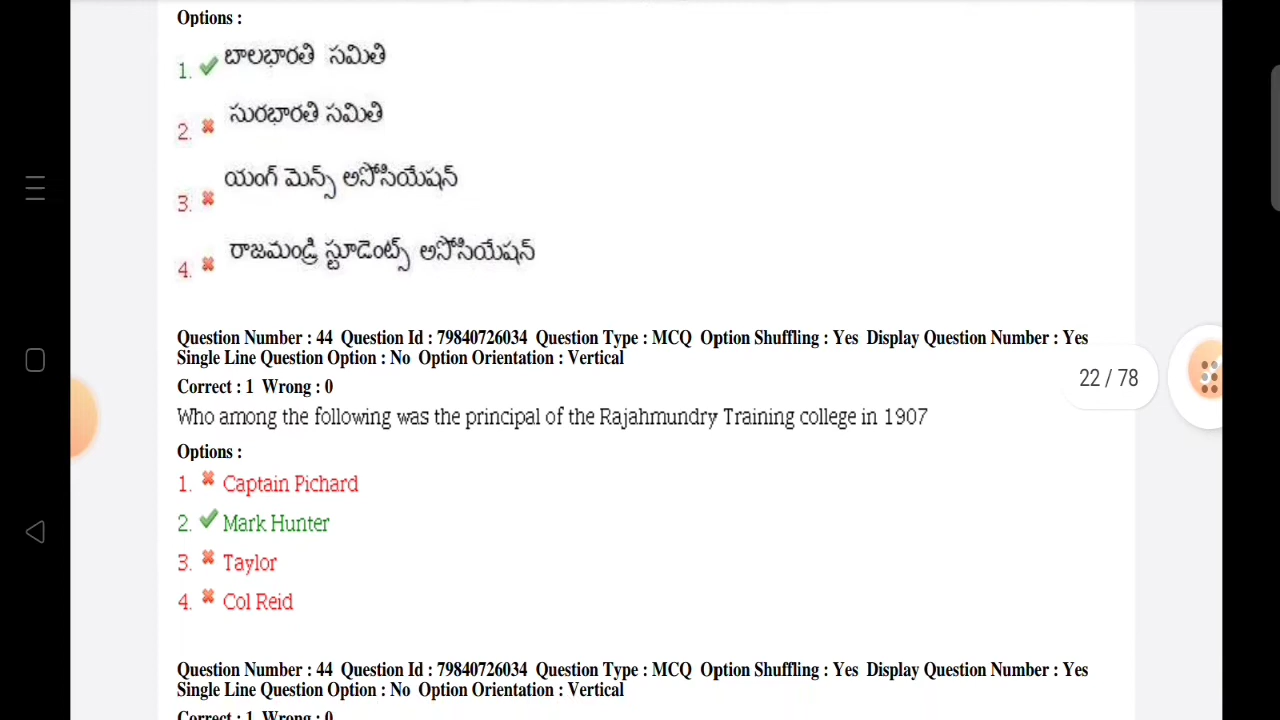 Options :
1. బాలభారతి సమితి
2. సురభారతి సమితి
3. యంగ్ మెన్స్ అసోసియేషన్
4. రాజమండ్రి స్టూడెంట్స్ అసోసియేషన్
Question Number : 44 Question Id : 79840726034 Question Type : MCQ Option Shuffling : Yes Display Question Number : Yes
Single Line Question Option : No Option Orientation : Vertical
22 / 78
Correct : 1 Wrong : 0
Who among the following was the principal of the Rajahmundry Training college in 1907
Options :
1. Captain Pichard
2. Mark Hunter
3. Taylor
4. Col Reid
Question Number : 44 Question Id : 79840726034 Question Type : MCQ Option Shuffling : Yes Display Question Number : Yes
Single Line Question Option : No Option Orientation : Vertical
Correct : 1 Wrong : 0